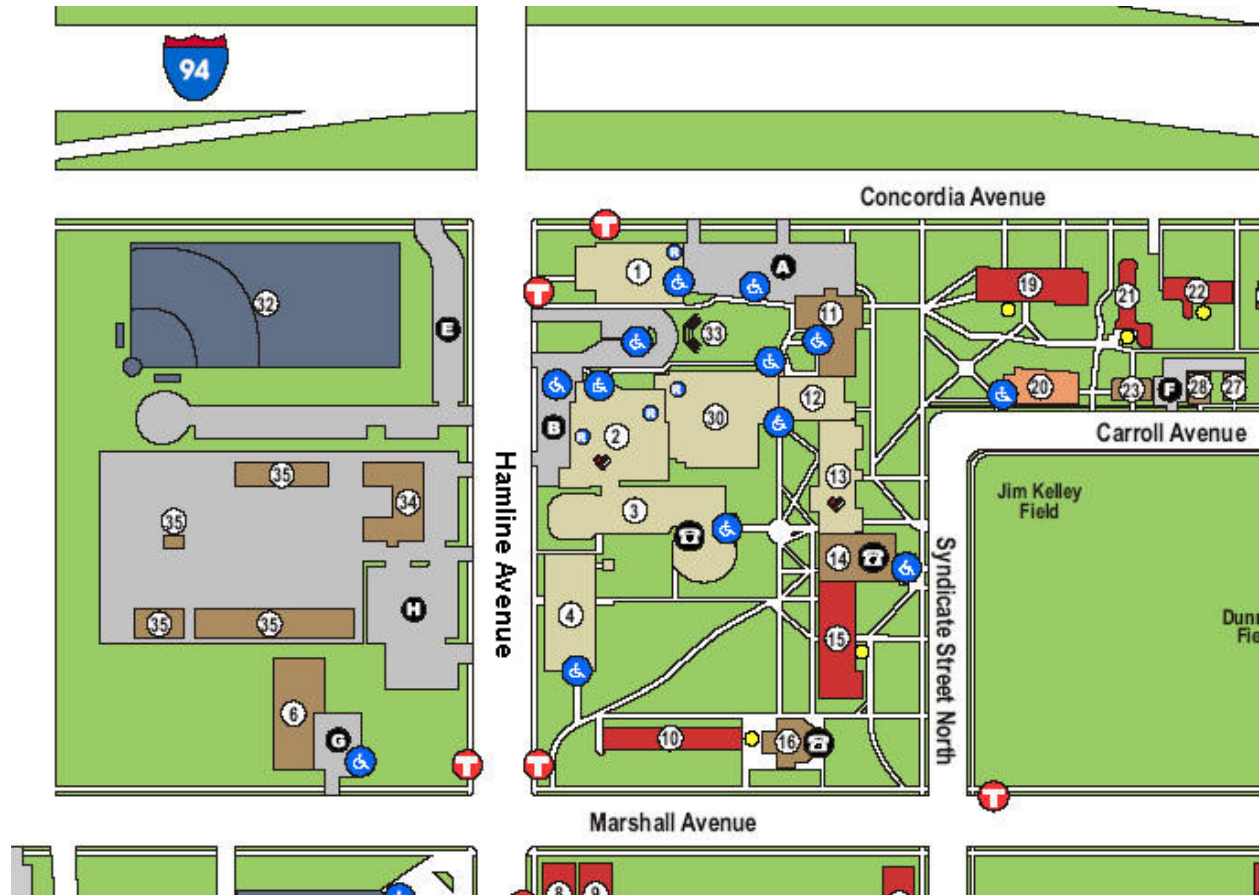 94
Concordia Avenue
T
R
1
A
T
19
21
22
32
E
33
11
R
20
23
F
28
27
12
B
R
R
2
30
Carroll Avenue
Hamline Avenue
35
34
13
Jim Kelley
Field
35
3
14
Syndicate Street North
H
4
35
35
15
6
G
10
16
T
T
T
Marshall Avenue
8
9